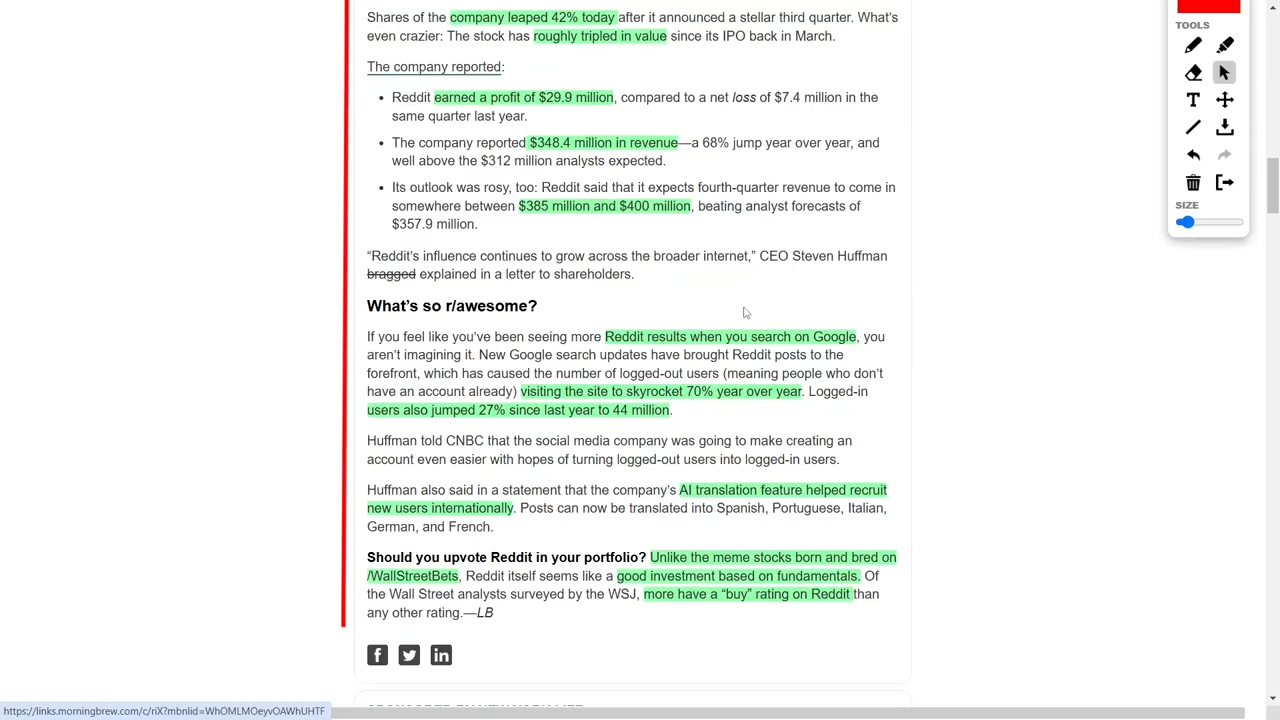 Shares of the company leaped 42% today after it announced a stellar third quarter. What's
even crazier: The stock has roughly tripled in value since its IPO back in March.
The company reported:
• Reddit earned a profit of $29.9 million, compared to a net loss of $7.4 million in the
same quarter last year.
• The company reported $348.4 million in revenue—a 68% jump year over year, and
well above the $312 million analysts expected.
• Its outlook was rosy, too: Reddit said that it expects fourth-quarter revenue to come in
somewhere between $385 million and $400 million, beating analyst forecasts of
$357.9 million.
“Reddit’s influence continues to grow across the broader internet,” CEO Steven Huffman
bragged explained in a letter to shareholders.
What’s so r/awesome?
If you feel like you’ve been seeing more Reddit results when you search on Google, you
aren’t imagining it. New Google search updates have brought Reddit posts to the
forefront, which has caused the number of logged-out users (meaning people who don’t
have an account already) visiting the site to skyrocket 70% year over year. Logged-in
users also jumped 27% since last year to 44 million.
Huffman told CNBC that the social media company was going to make creating an
account even easier with hopes of turning logged-out users into logged-in users.
Huffman also said in a statement that the company’s AI translation feature helped recruit
new users internationally. Posts can now be translated into Spanish, Portuguese, Italian,
German, and French.
Should you upvote Reddit in your portfolio? Unlike the meme stocks born and bred on
/WallStreetBets, Reddit itself seems like a good investment based on fundamentals. Of
the Wall Street analysts surveyed by the WSJ, more have a “buy” rating on Reddit than
any other rating.—LB
https://links.morningbrew.com/c/riX?mbnlid=WhOMLMOeyvOAWhUHTF
TOOLS
SIZE